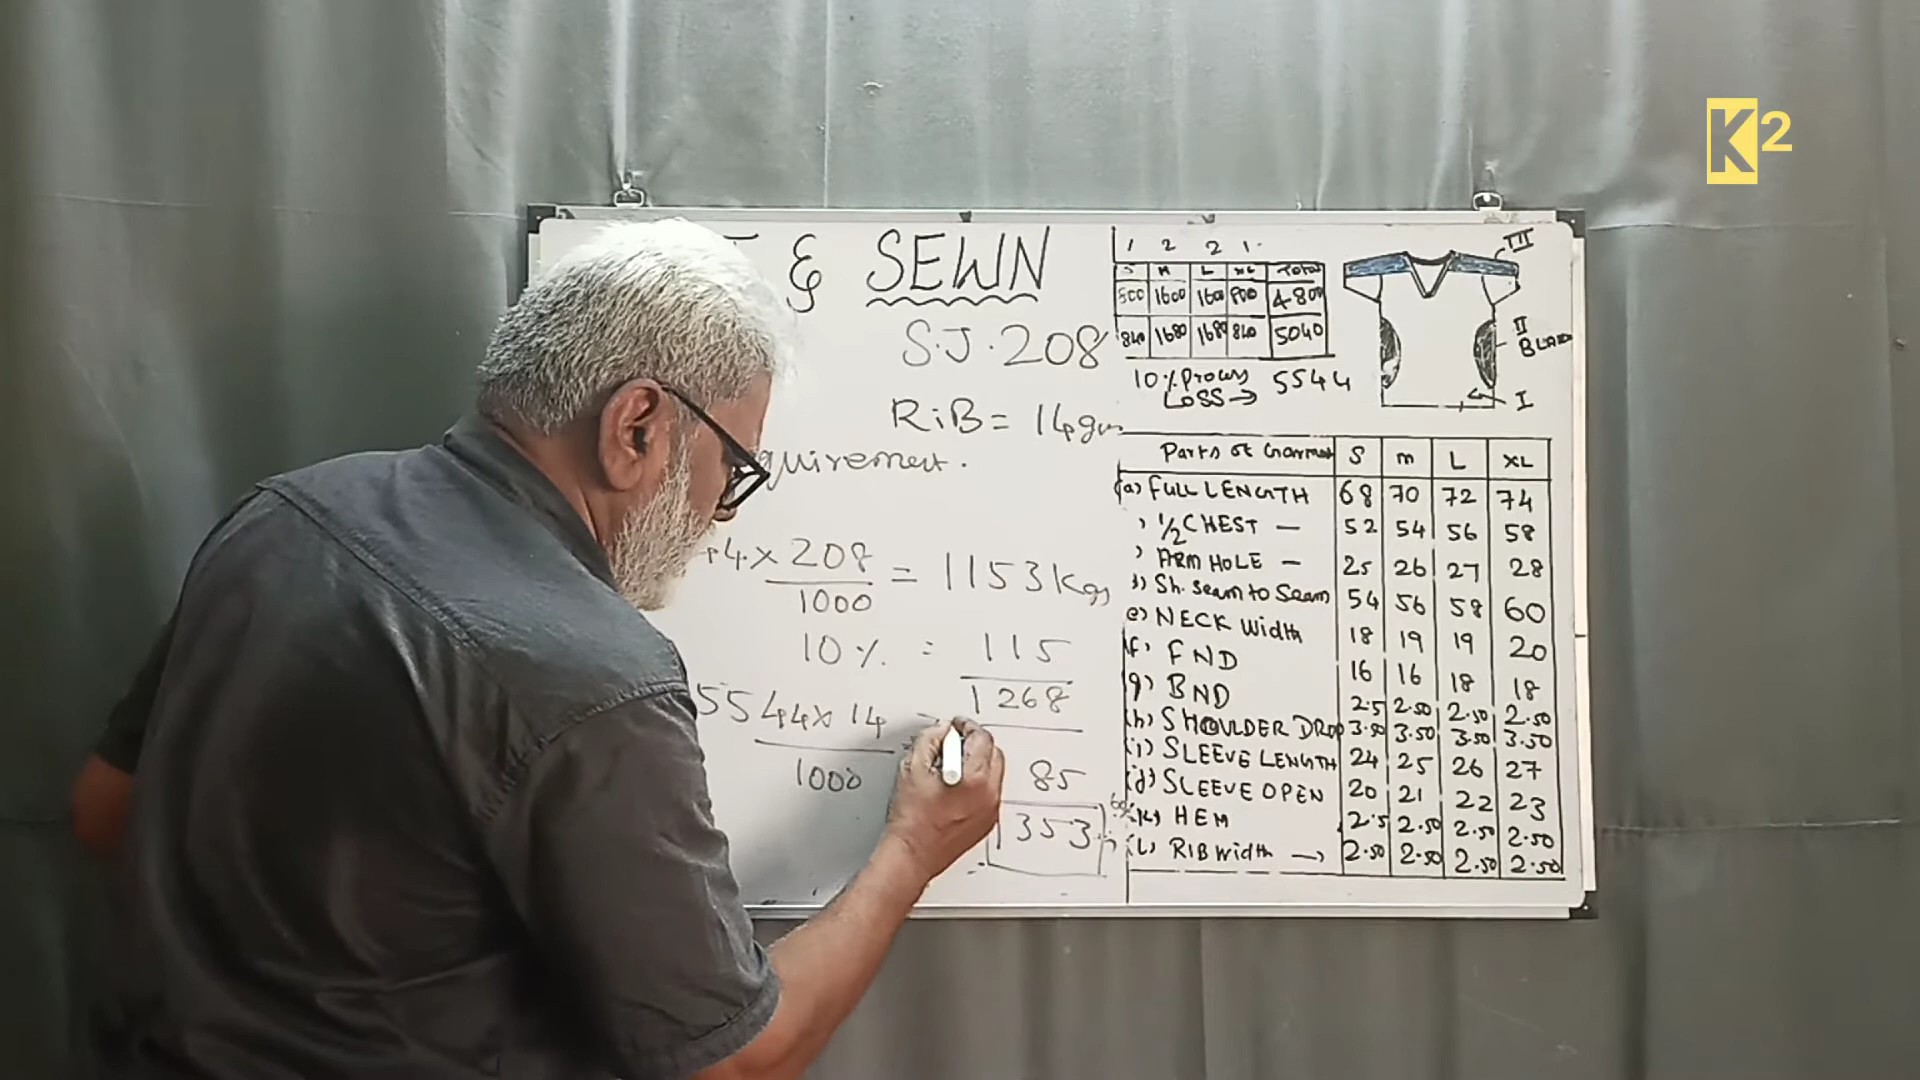 K2
& SEWN
S.J. 208
RiB = 14gm
quirement.
4 x 208 = 1153 Kgs
1000
10 % = 115
1268
5544 x 14
1000
85
1353
1 2 2 1
S M L XL Total
800 1600 1600 800 4800
840 1680 1680 840 5040
10% Process 5544
LOSS →
III
II
BLACK
I
Parts of Garment S m L XL
(a) FULL LENGTH 68 70 72 74
) 1/2 CHEST — 52 54 56 58
) ARM HOLE — 25 26 27 28
) Sh. Seam to Seam 54 56 58 60
e) NECK Width 18 19 19 20
(f) FND 16 16 18 18
(g) BND 2.5 2.50 2.50 2.50
(h) SHOULDER DROP 3.50 3.50 3.50 3.50
(i) SLEEVE LENGTH 24 25 26 27
(j) SLEEVE OPEN 20 21 22 23
(k) HEM 2.5 2.50 2.50 2.50
(L) RIB Width → 2.50 2.50 2.50 2.50